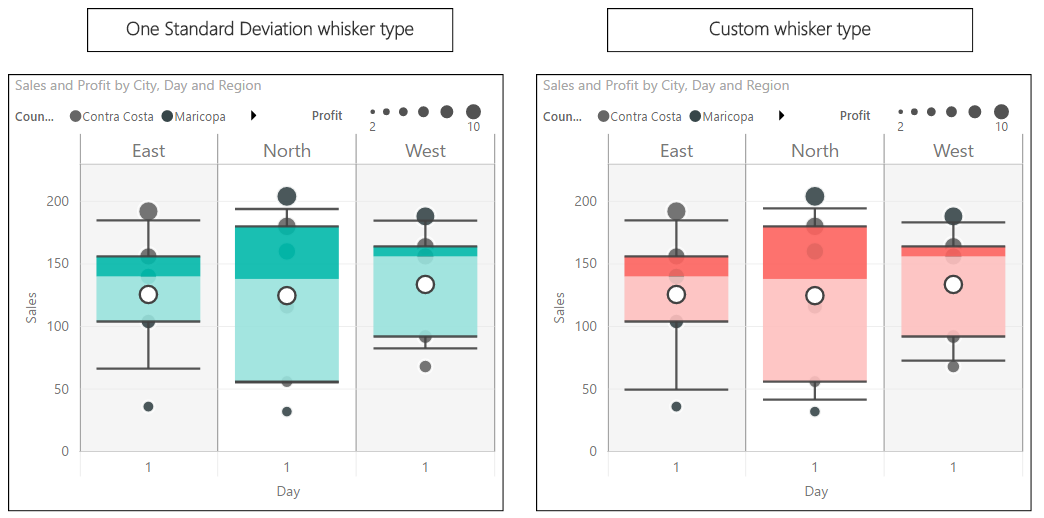 One Standard Deviation whisker type
Custom whisker type
Sales and Profit by City, Day and Region
Coun... Contra Costa Maricopa Profit
2 10
East North West
200
150
100
50
0
Sales
1 1 1
Day
Sales and Profit by City, Day and Region
Coun... Contra Costa Maricopa Profit
2 10
East North West
200
150
100
50
0
Sales
1 1 1
Day